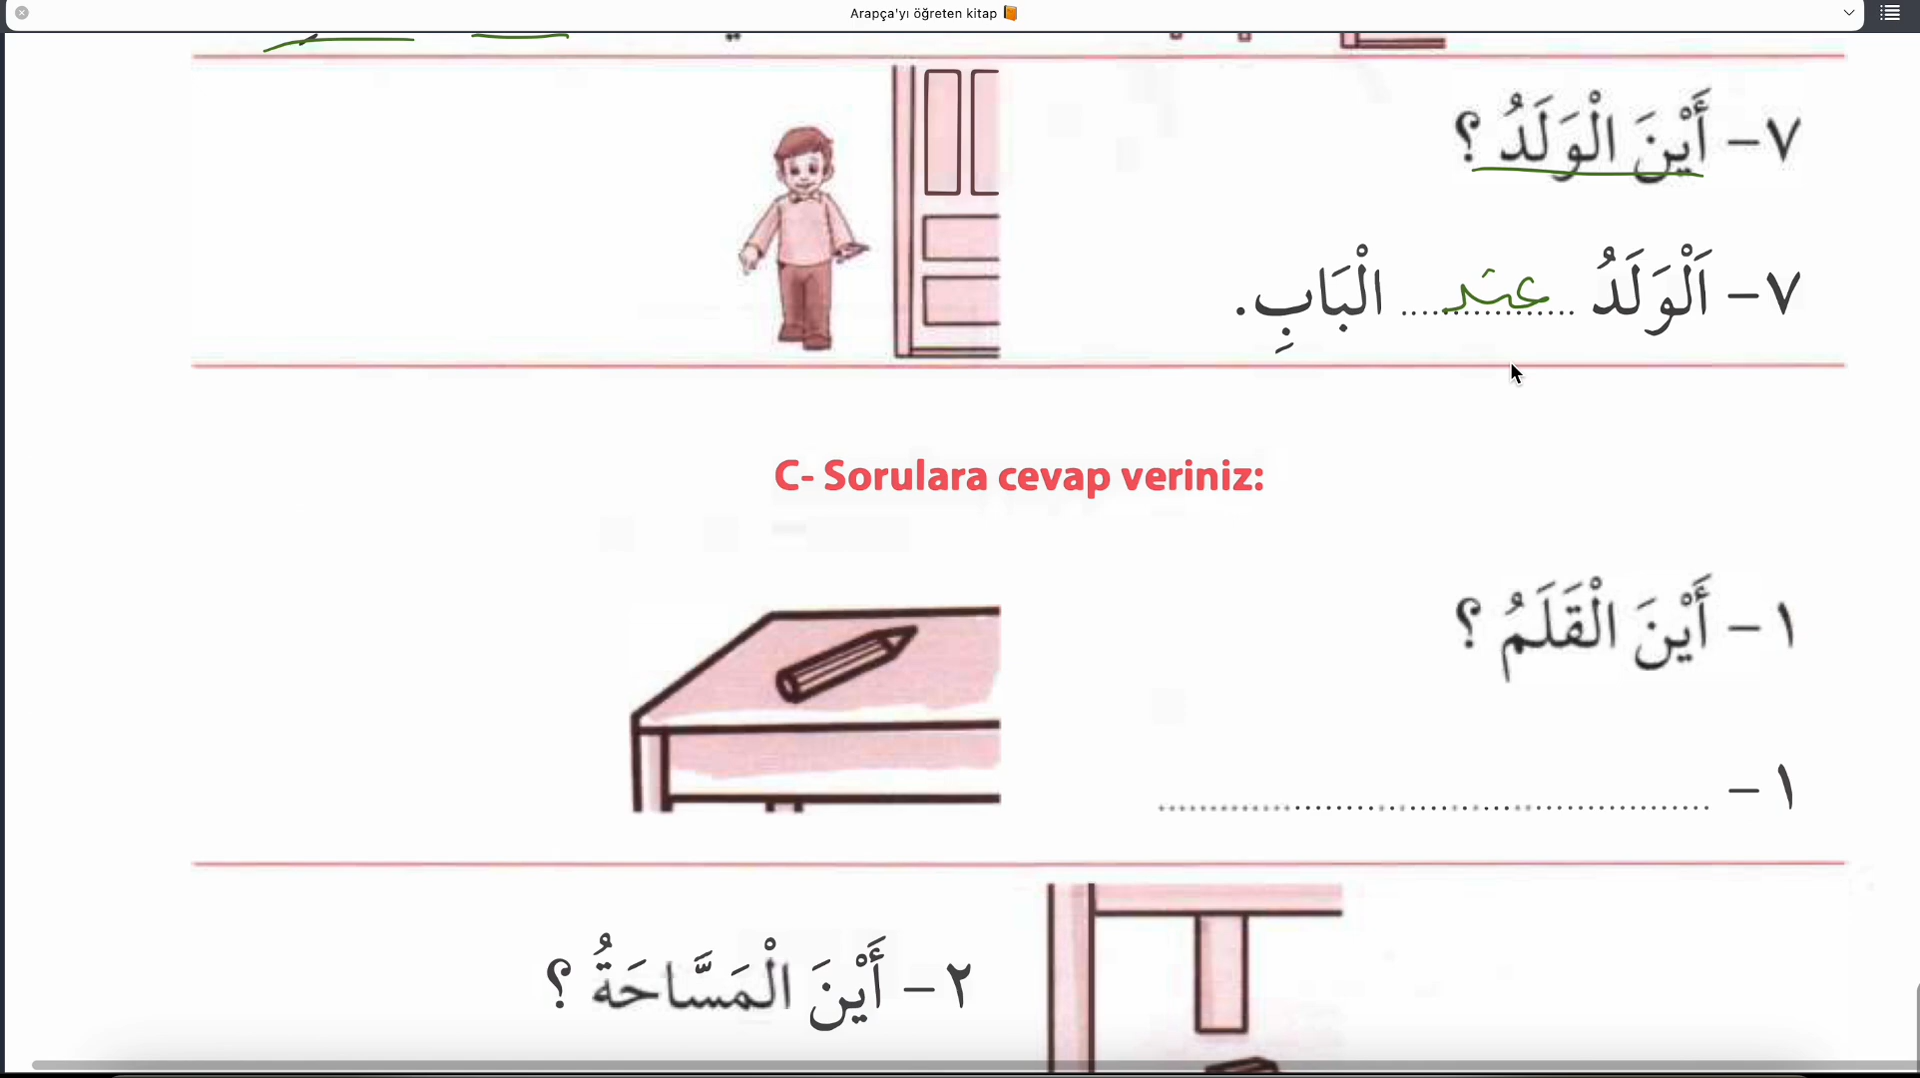 Arapça'yı öğreten kitap
٧ - أَيْنَ الْوَلَدُ ؟
٧ - اَلْوَلَدُ ...عند... الْبَابِ.
C- Sorulara cevap veriniz:
١ - أَيْنَ الْقَلَمُ ؟
١ - ................................................
٢ - أَيْنَ الْمَسَّاحَةُ ؟